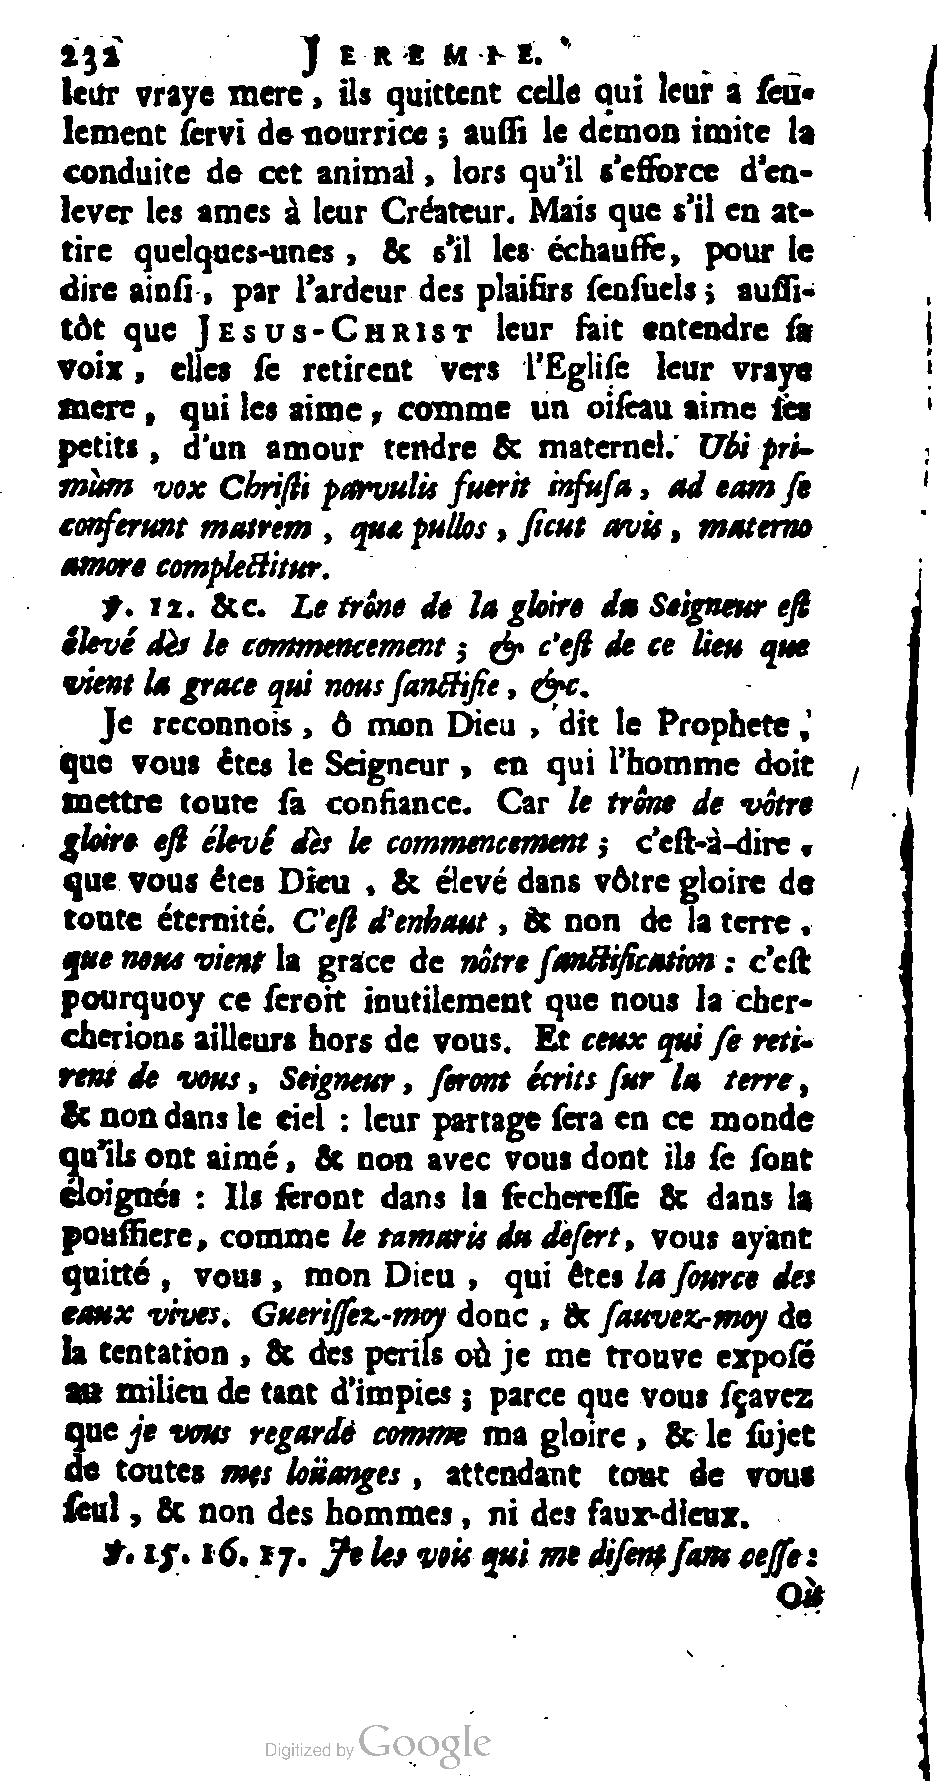 232 JEREMIE.
leur vraye mere, ils quittent celle qui leur a ſeu-
lement ſervi de nourrice ; auſſi le démon imite la
conduite de cet animal, lors qu'il s'efforce d'en-
lever les ames à leur Créateur. Mais que s'il en at-
tire quelques-unes, & s'il les échauffe, pour le
dire ainſi, par l'ardeur des plaiſirs ſenſuels ; auſſi-
tôt que JESUS-CHRIST leur fait entendre ſa
voix, elles ſe retirent vers l'Egliſe leur vraye
mere, qui les aime, comme un oiſeau aime ſes
petits, d'un amour tendre & maternel. Ubi pri-
mùm vox Chriſti parvulis fuerit infuſa, ad eam ſe
conferunt matrem, quæ pullos, ſicut avis, materno
amore complectitur.
℣. 12. &c. Le trône de la gloire du Seigneur eſt
élevé dès le commencement ; & c'eſt de ce lieu que
vient la grace qui nous ſanctifie, &c.
Je reconnois, ô mon Dieu, dit le Prophete,
que vous êtes le Seigneur, en qui l'homme doit
mettre toute ſa confiance. Car le trône de vôtre
gloire eſt élevé dès le commencement ; c'eſt-à-dire,
que vous êtes Dieu, & élevé dans vôtre gloire de
toute éternité. C'eſt d'enhaut, & non de la terre,
que nous vient la grace de nôtre ſanctification : c'eſt
pourquoy ce ſeroit inutilement que nous la cher-
cherions ailleurs hors de vous. Et ceux qui ſe reti-
rent de vous, Seigneur, ſeront écrits ſur la terre,
& non dans le ciel : leur partage ſera en ce monde
qu'ils ont aimé, & non avec vous dont ils ſe ſont
éloignés : Ils ſeront dans la ſechereſſe & dans la
pouſſiere, comme le tamaris du déſert, vous ayant
quitté, vous, mon Dieu, qui êtes la ſource des
eaux vives. Gueriſſez-moy donc, & ſauvez-moy de
la tentation, & des perils où je me trouve expoſé
au milieu de tant d'impies ; parce que vous ſçavez
que je vous regarde comme ma gloire, & le ſujet
de toutes mes loüanges, attendant tout de vous
ſeul, & non des hommes, ni des faux-dieux.
℣. 15. 16. 17. Je les vois qui me diſent ſans ceſſe :
Où
Digitized by Google